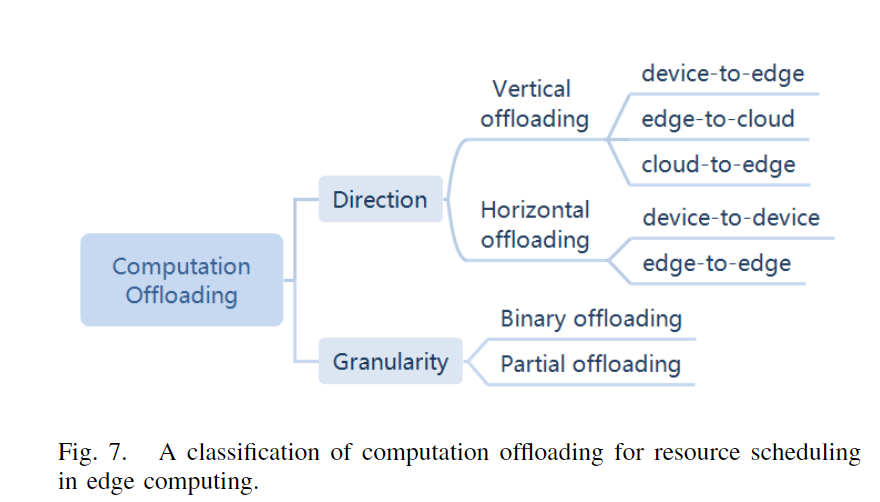 Computation
Offloading
Direction
Vertical
offloading
device-to-edge
edge-to-cloud
cloud-to-edge
Horizontal
offloading
device-to-device
edge-to-edge
Granularity
Binary offloading
Partial offloading
Fig. 7. A classification of computation offloading for resource scheduling
in edge computing.